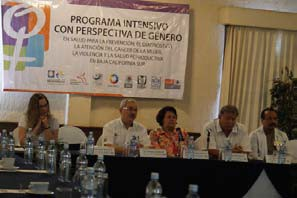 PROGRAMA INTENSIVO
CON PERSPECTIVA DE GÉNERO
EN SALUD PARA LA PREVENCIÓN, EL DIAGNÓSTICO
LA ATENCIÓN DEL CÁNCER DE LA MUJER,
LA VIOLENCIA Y LA SALUD REPRODUCTIVA
EN BAJA CALIFORNIA SUR